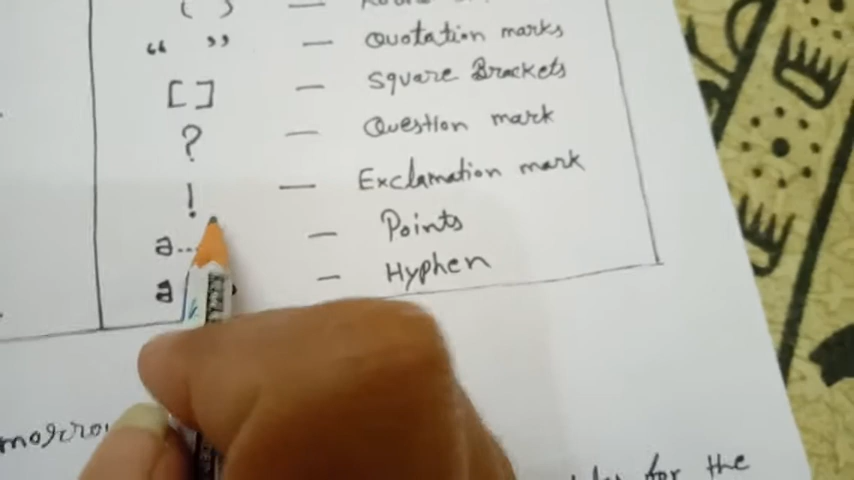 ( ) —
“ ” — Quotation marks
[ ] — Square Brackets
? — Question mark
! — Exclamation mark
a... — Points
a — Hyphen
for the